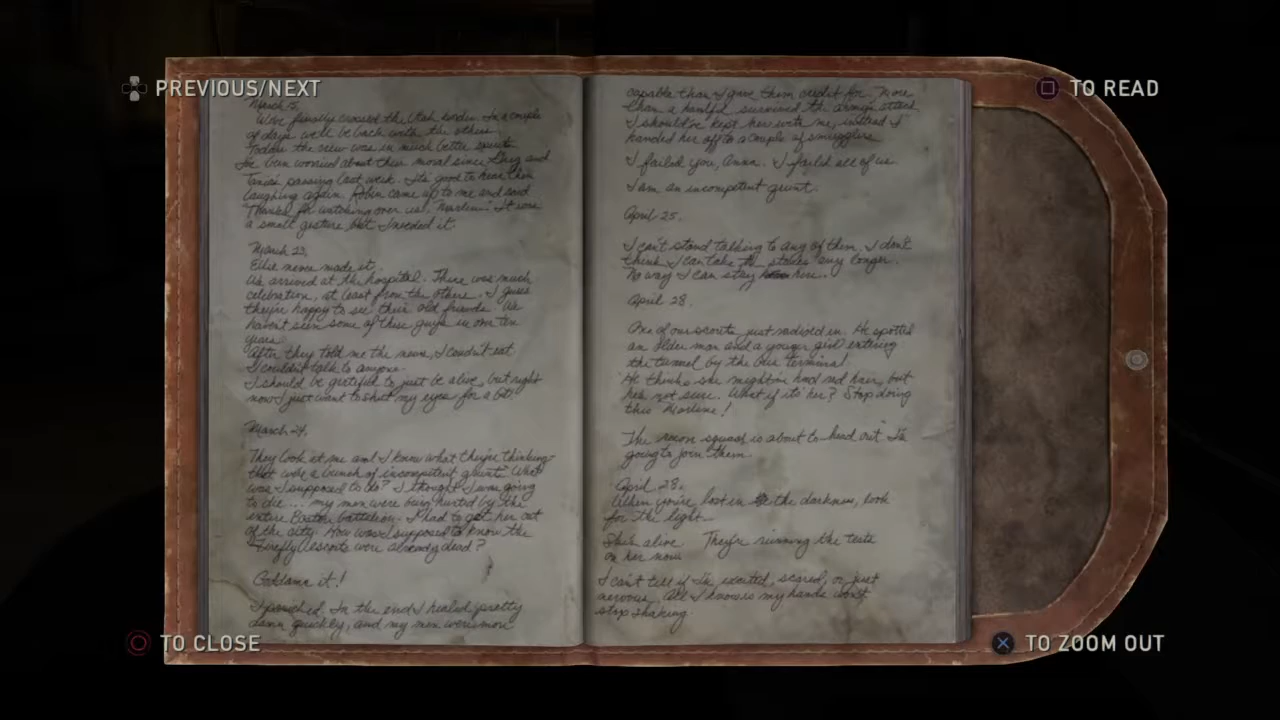 PREVIOUS/NEXT
TO READ
March 15,
We've finally crossed the Utah border. In a couple
of days we'll be back with the others.
Today the crew was in much better spirits.
I've been worried about their moral since and
passing last week. It's good to hear them
laughing again. Robin came up to me and said
"Thanks for watching over us, Marlene." It was
a small gesture but I needed it.
March 23,
Ellie never made it.
We arrived at the hospital. There was much
celebration, at least from the others. I guess
they're happy to see their old friends. We
haven't seen some of these guys in over ten
years.
After they told me the news, I couldn't eat
I couldn't talk to anyone.
I should be grateful to just be alive, but right
now I just want to shut my eyes for a bit.
March 24,
They look at me and I know what they're thinking-
that we're a bunch of incompetent grunts. What
was I supposed to do? I thought I was going
to die... my men were being hunted by the
entire Boston battalion. I had to get her out
of the city. How was I supposed to know the
Firefly escorts were already dead?
Goddamn it!
I panicked. In the end I healed pretty
damn quickly, and my men were more
capable than I gave them credit for. More
than a handful survived the army's attack.
I should've kept her with me, instead I
handed her off to a couple of smugglers.
I failed you, Anna. I failed all of us.
I am an incompetent grunt.
April 25.
I can't stand talking to any of them. I don't
think I can take the stares any longer.
No way I can stay here.
April 28.
One of our scouts just radioed in. He spotted
an older man and a younger girl entering
the tunnel by the bus terminal.
He thinks she might've had red hair, but
he's not sure. What if it's her? Stop doing
this Marlene!
The recon squad is about to head out. I'm
going to join them.
April 28.
When you're lost in the darkness, look
for the light.
She's alive. They're running the tests
on her now.
I can't tell if I'm excited, scared, or just
nervous. All I know is my hands won't
stop shaking.
TO CLOSE
TO ZOOM OUT